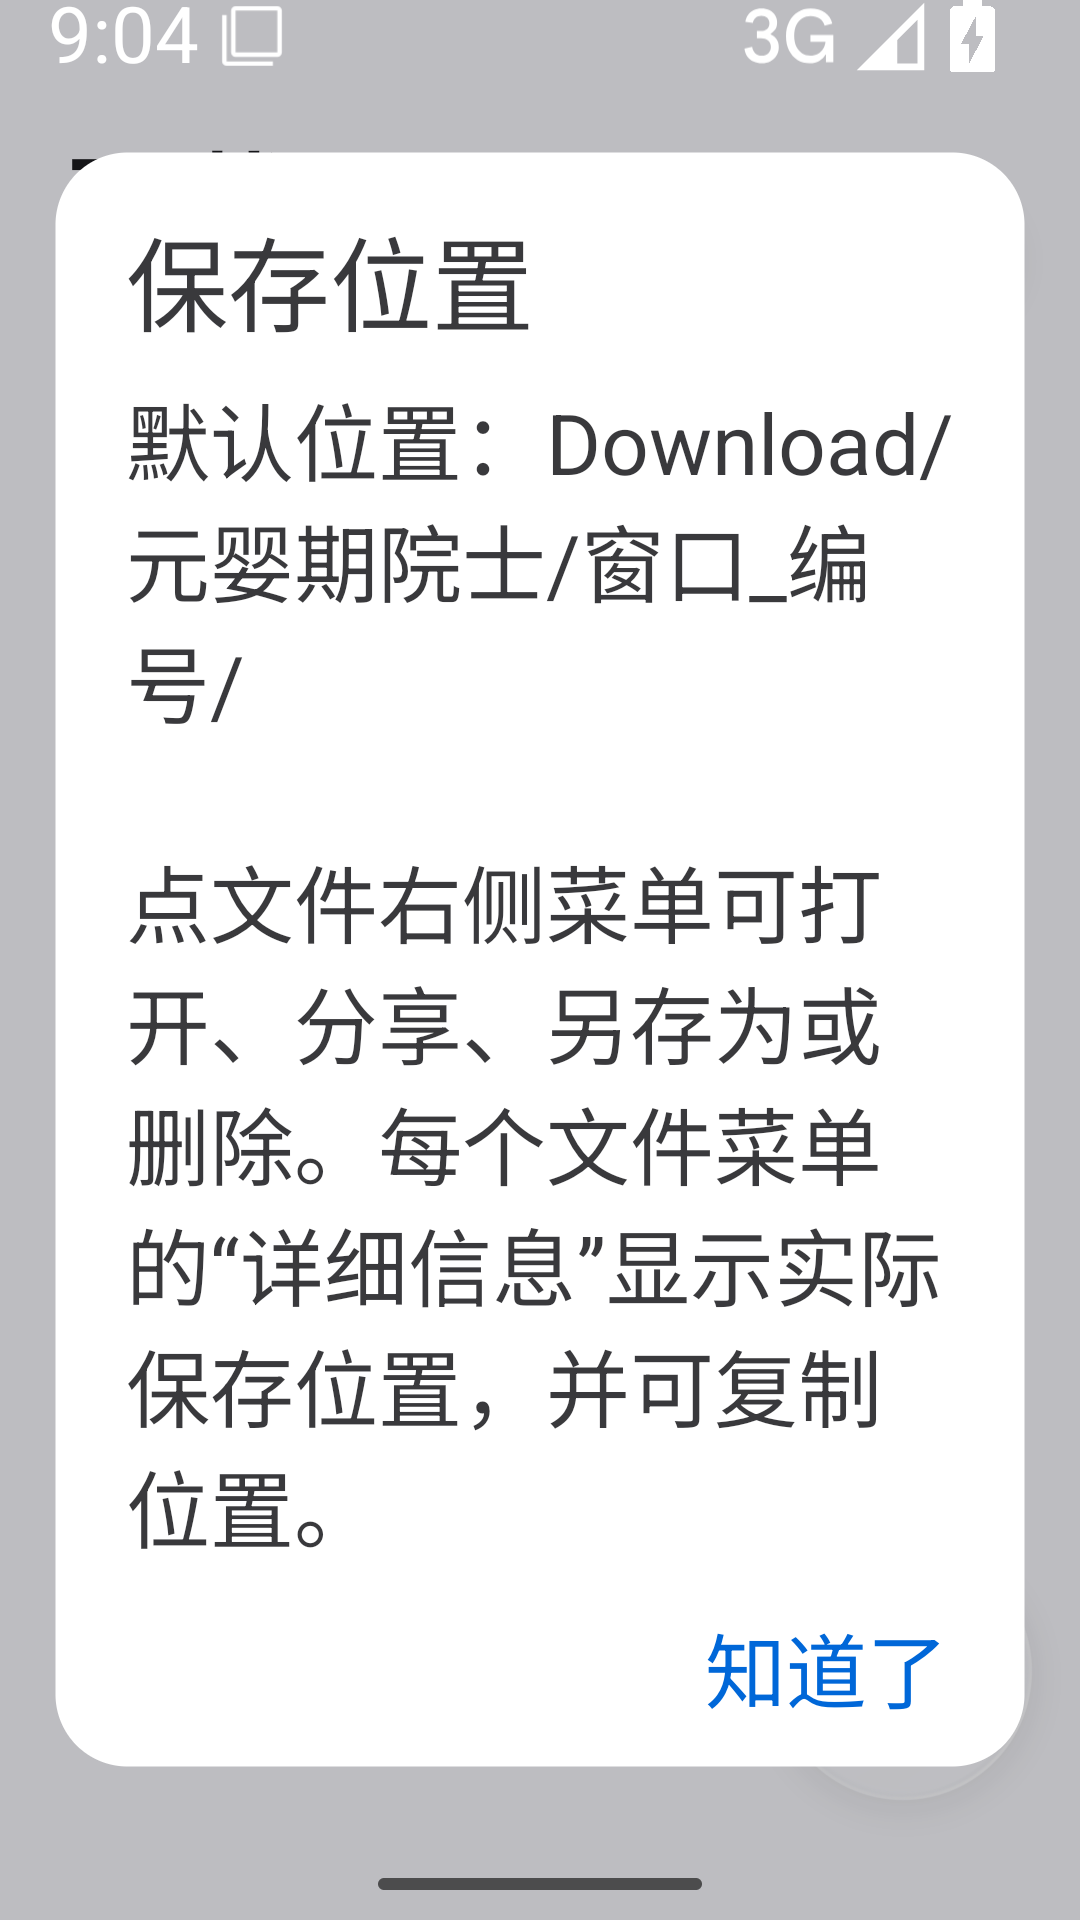 9:04
3G
保存位置
默认位置：Download/
元婴期院士/窗口_编
号/
点文件右侧菜单可打
开、分享、另存为或
删除。每个文件菜单
的“详细信息”显示实际
保存位置，并可复制
位置。
知道了